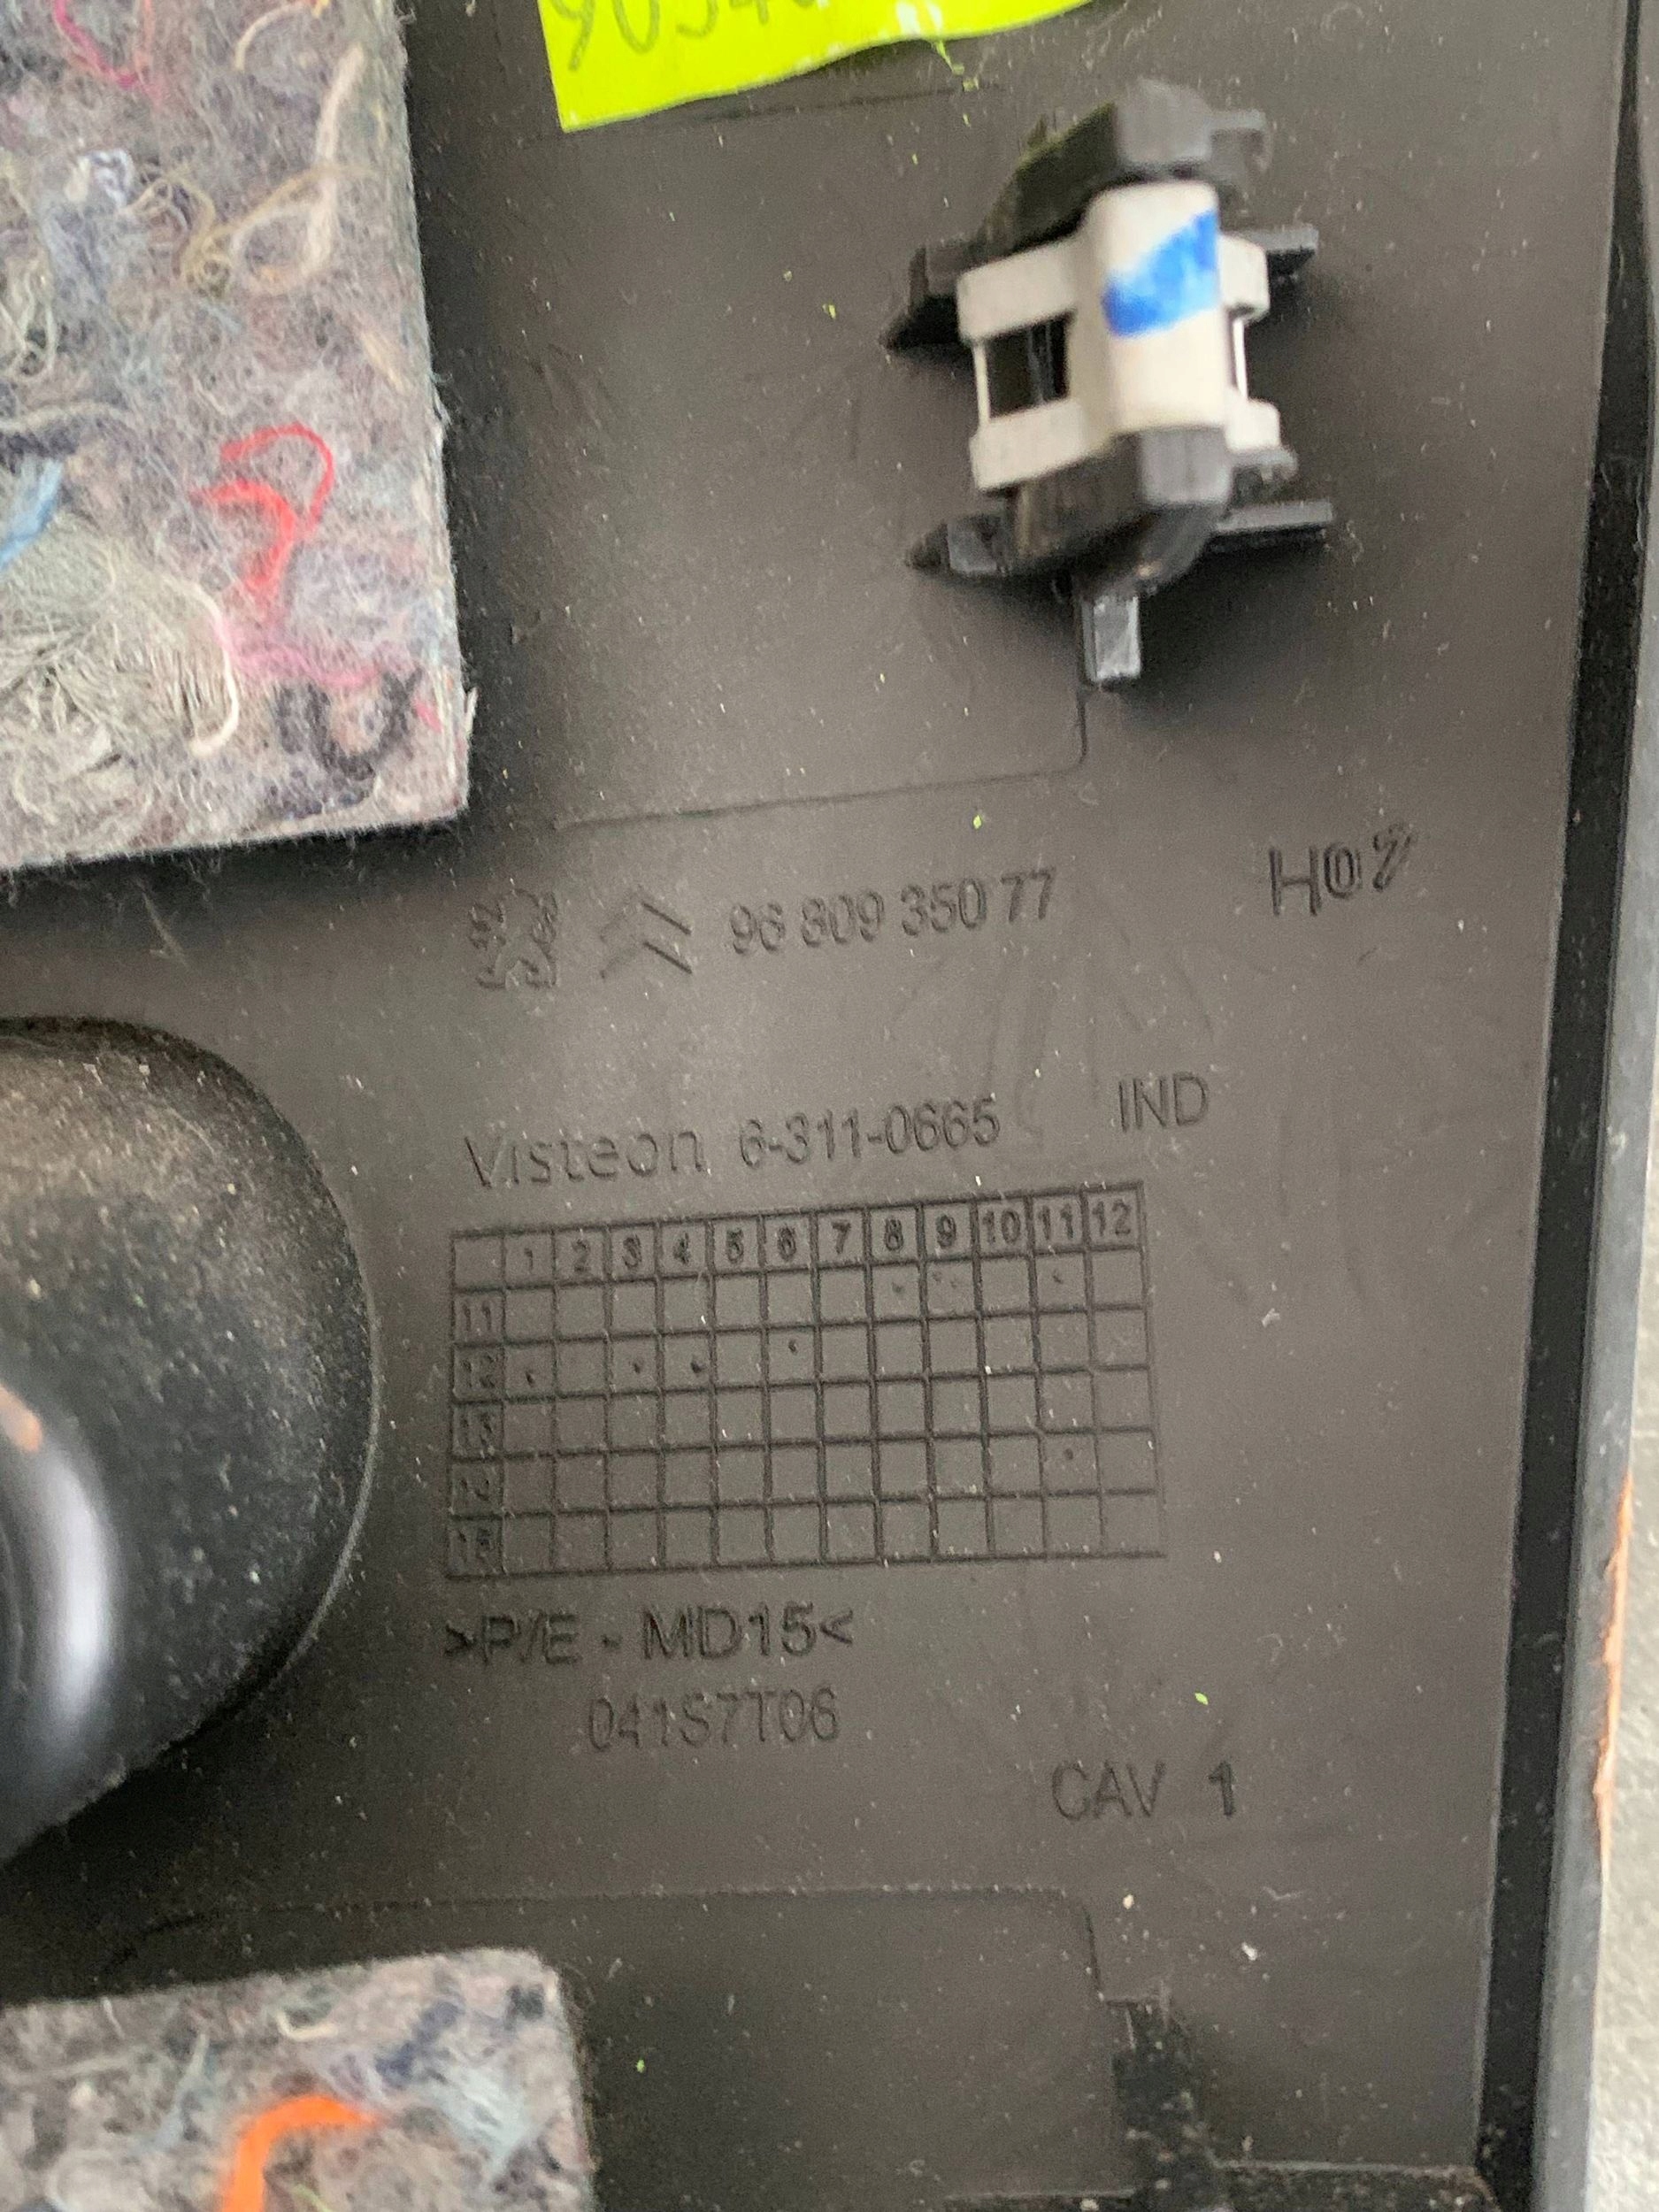 96 809 350 77
H07
Visteon 6-311-0665 IND
1 2 3 4 5 6 7 8 9 10 11 12
11
12
13
14
15
>P/E - MD15<
041S7T06
CAV 1